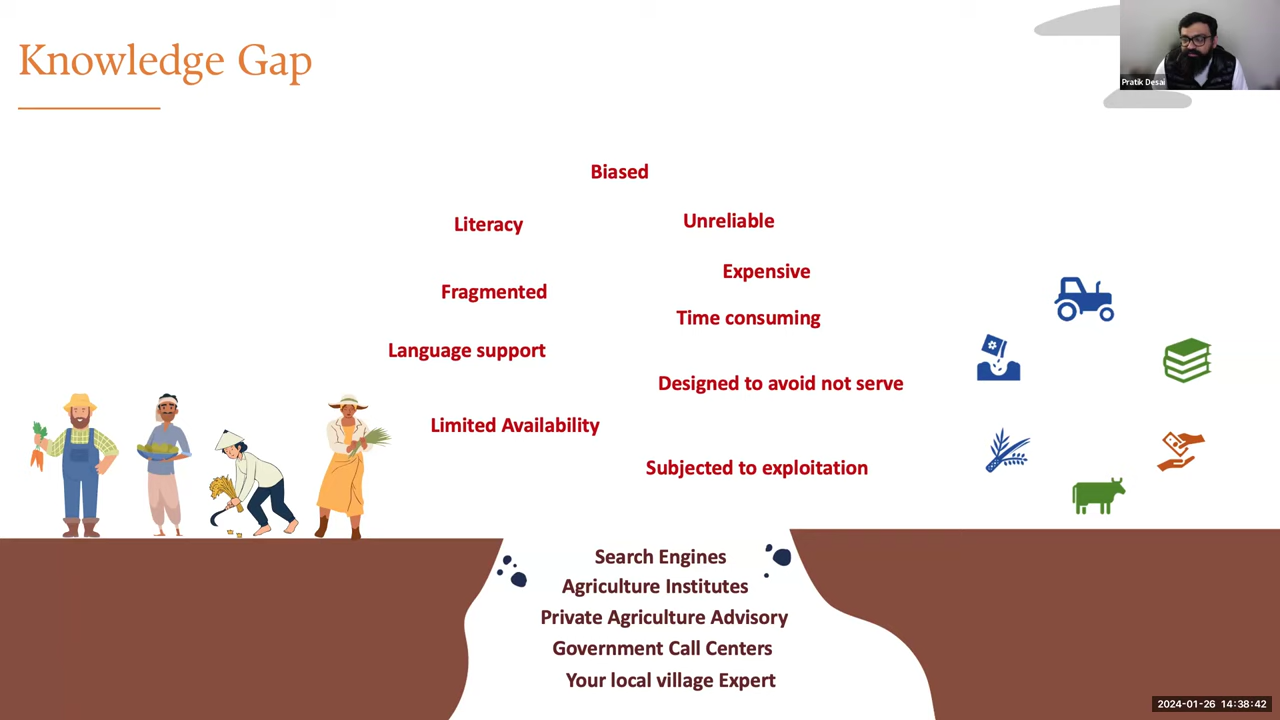 Knowledge Gap
Pratik Desai
Biased
Literacy
Unreliable
Expensive
Fragmented
Time consuming
Language support
Designed to avoid not serve
Limited Availability
Subjected to exploitation
Search Engines
Agriculture Institutes
Private Agriculture Advisory
Government Call Centers
Your local village Expert
2024-01-26 14:38:42